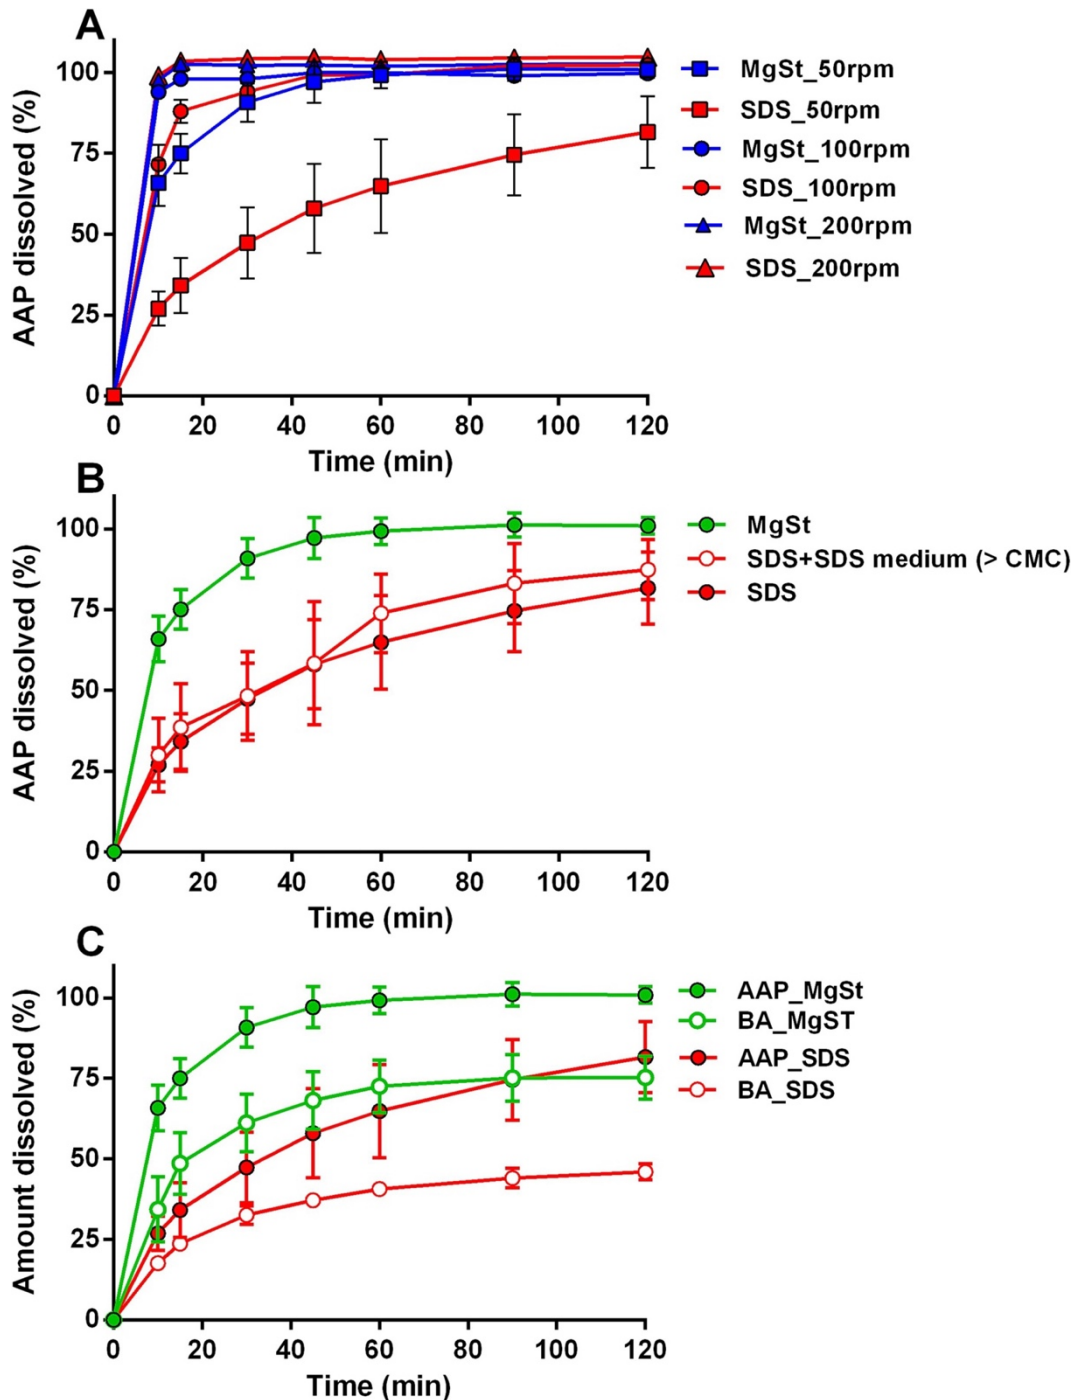 A
AAP dissolved (%)
100
75
50
25
0
0 20 40 60 80 100 120
Time (min)
MgSt_50rpm
SDS_50rpm
MgSt_100rpm
SDS_100rpm
MgSt_200rpm
SDS_200rpm
B
AAP dissolved (%)
100
75
50
25
0
0 20 40 60 80 100 120
Time (min)
MgSt
SDS+SDS medium (> CMC)
SDS
C
Amount dissolved (%)
100
75
50
25
0
0 20 40 60 80 100 120
Time (min)
AAP_MgSt
BA_MgST
AAP_SDS
BA_SDS